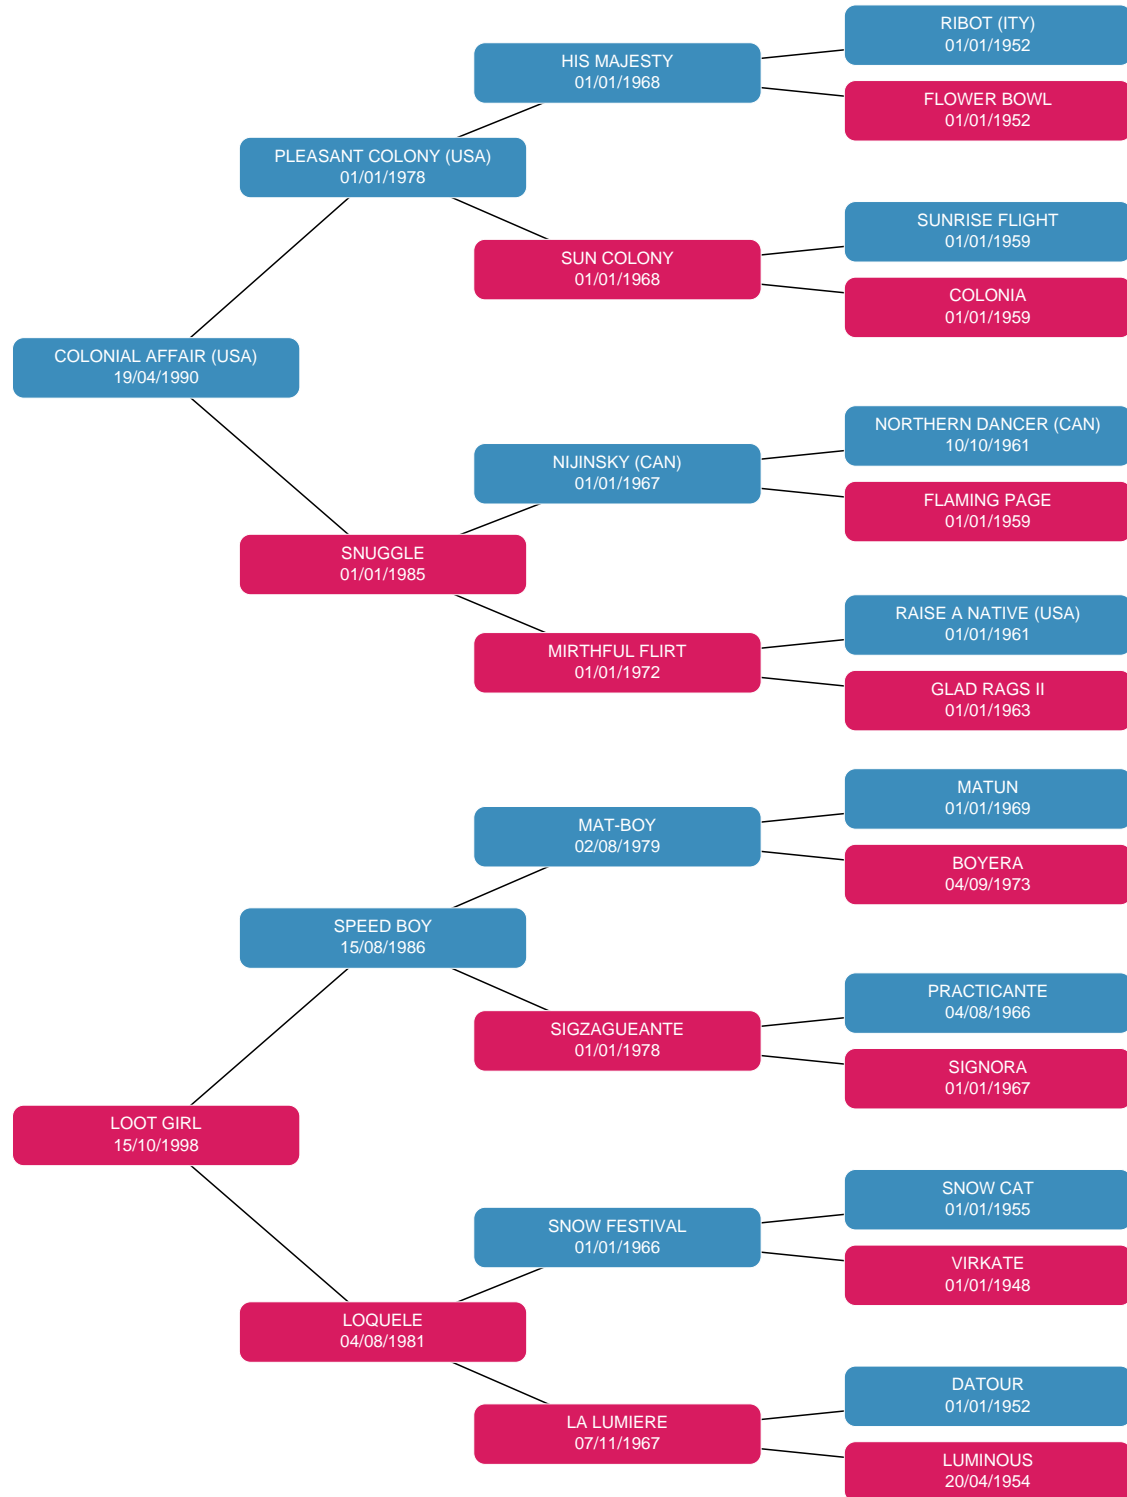 RIBOT (ITY)
01/01/1952
HIS MAJESTY
01/01/1968
FLOWER BOWL
01/01/1952
PLEASANT COLONY (USA)
01/01/1978
SUNRISE FLIGHT
01/01/1959
SUN COLONY
01/01/1968
COLONIA
01/01/1959
COLONIAL AFFAIR (USA)
19/04/1990
NORTHERN DANCER (CAN)
10/10/1961
NIJINSKY (CAN)
01/01/1967
FLAMING PAGE
01/01/1959
SNUGGLE
01/01/1985
RAISE A NATIVE (USA)
01/01/1961
MIRTHFUL FLIRT
01/01/1972
GLAD RAGS II
01/01/1963
MATUN
01/01/1969
MAT-BOY
02/08/1979
BOYERA
04/09/1973
SPEED BOY
15/08/1986
PRACTICANTE
04/08/1966
SIGZAGUEANTE
01/01/1978
SIGNORA
01/01/1967
LOOT GIRL
15/10/1998
SNOW CAT
01/01/1955
SNOW FESTIVAL
01/01/1966
VIRKATE
01/01/1948
LOQUELE
04/08/1981
DATOUR
01/01/1952
LA LUMIERE
07/11/1967
LUMINOUS
20/04/1954